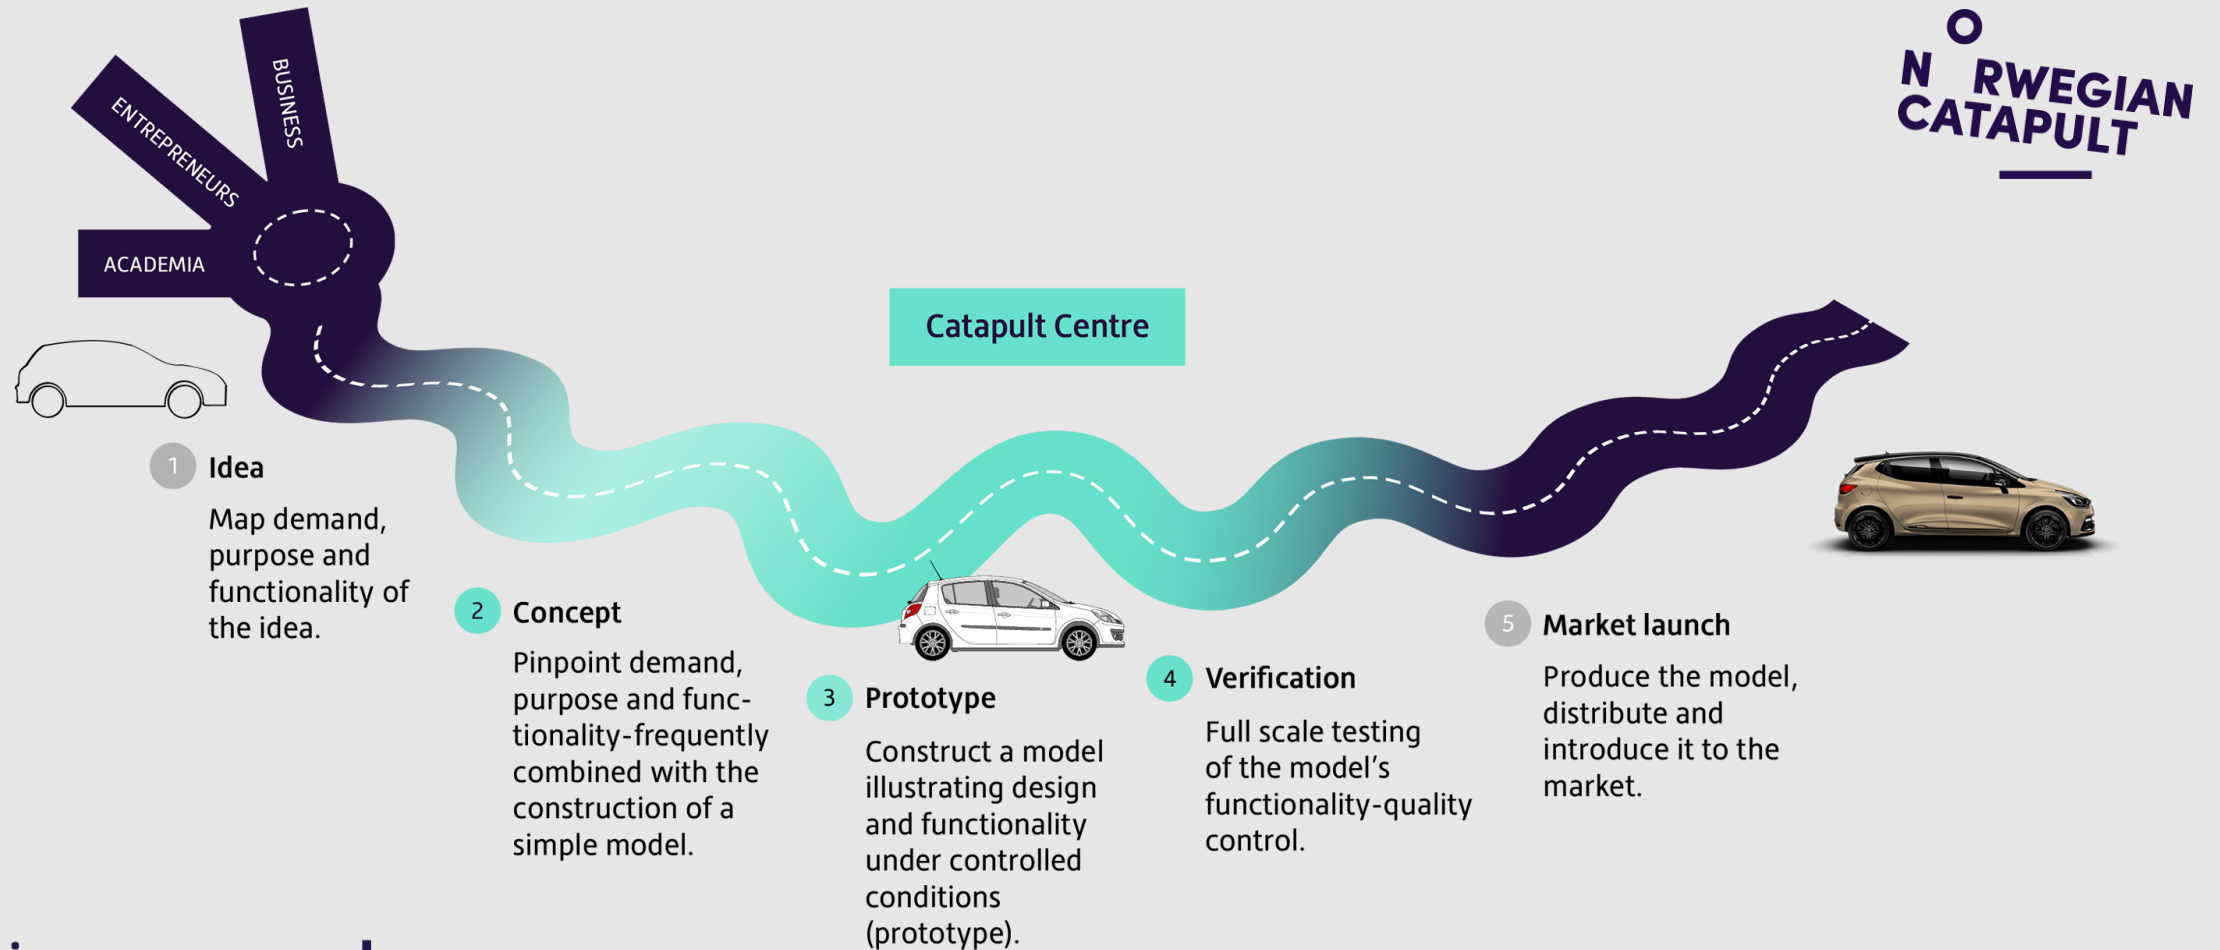 BUSINESS
ENTREPRENEURS
ACADEMIA
NORWEGIAN
CATAPULT
Catapult Centre
1 Idea
Map demand,
purpose and
functionality of
the idea.
2 Concept
Pinpoint demand,
purpose and func-
tionality-frequently
combined with the
construction of a
simple model.
3 Prototype
Construct a model
illustrating design
and functionality
under controlled
conditions
(prototype).
4 Verification
Full scale testing
of the model’s
functionality-quality
control.
5 Market launch
Produce the model,
distribute and
introduce it to the
market.